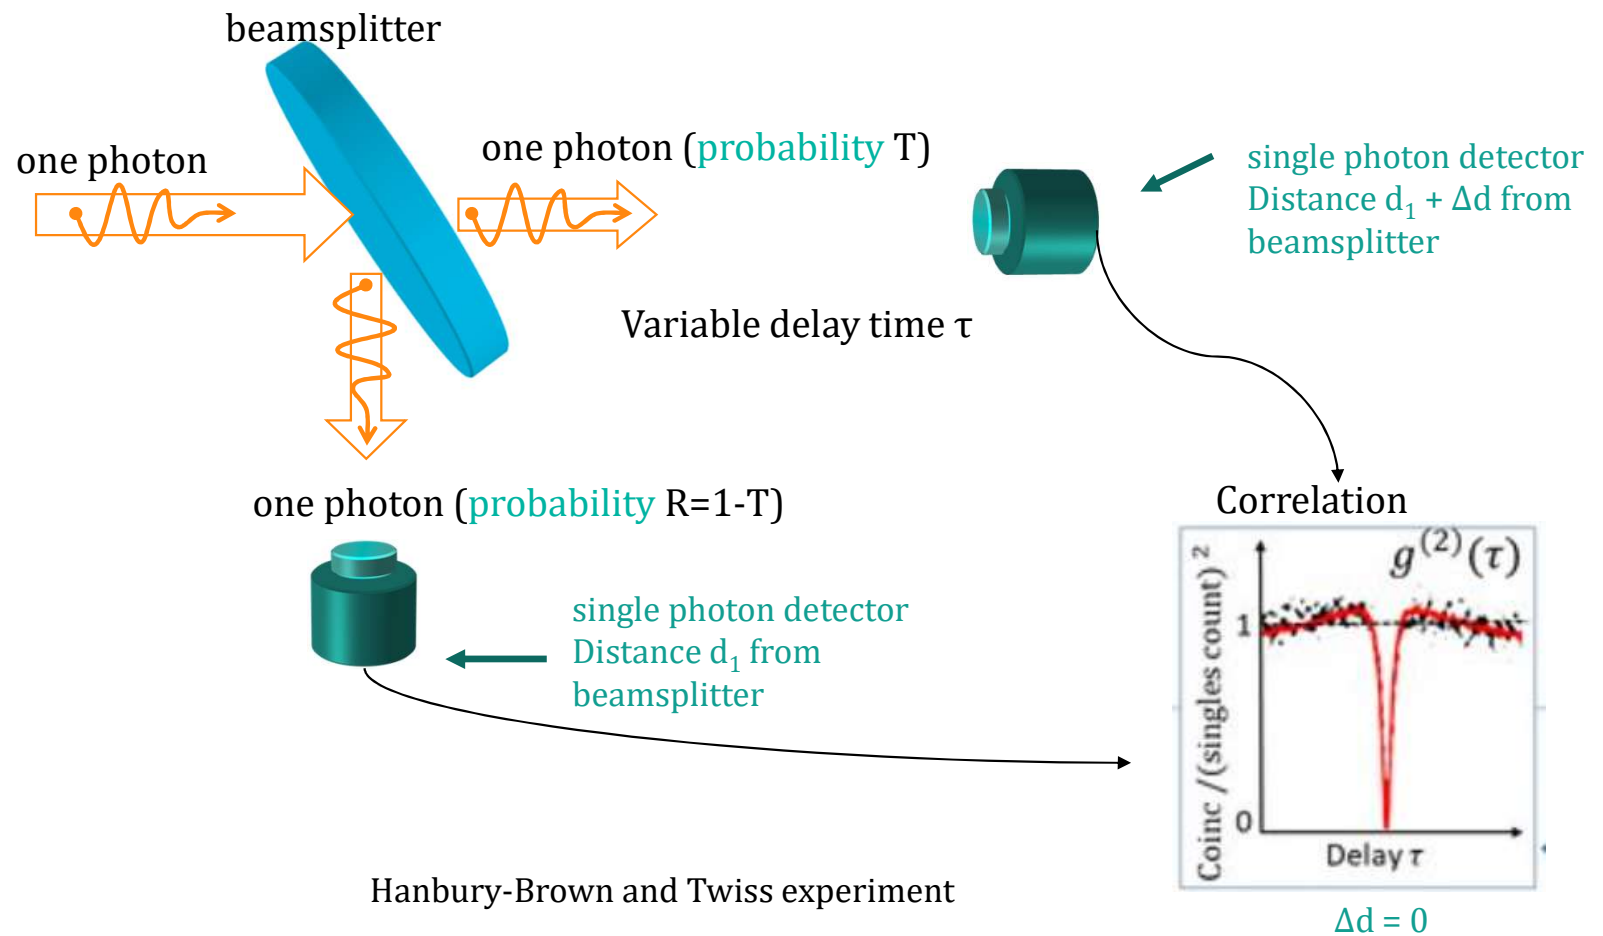 beamsplitter
one photon
one photon (probability T)
single photon detector
Distance d₁ + Δd from
beamsplitter
Variable delay time τ
one photon (probability R=1-T)
single photon detector
Distance d₁ from
beamsplitter
Correlation
g⁽²⁾(τ)
Coinc /(singles count) ²
1
0
Delay τ
Δd = 0
Hanbury-Brown and Twiss experiment